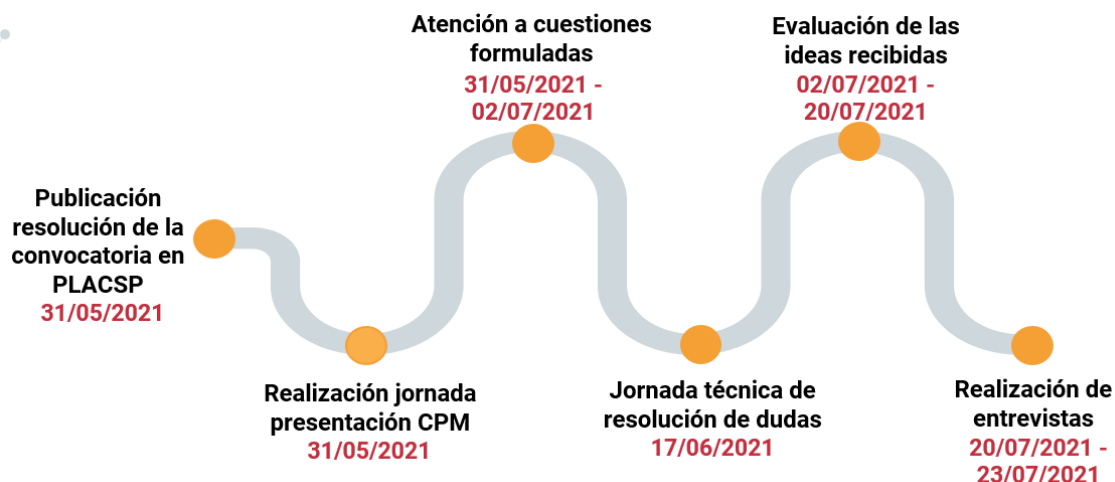 Publicación
resolución de la
convocatoria en
PLACSP
31/05/2021
Realización jornada
presentación CPM
31/05/2021
Atención a cuestiones
formuladas
31/05/2021 -
02/07/2021
Jornada técnica de
resolución de dudas
17/06/2021
Evaluación de las
ideas recibidas
02/07/2021 -
20/07/2021
Realización de
entrevistas
20/07/2021 -
23/07/2021